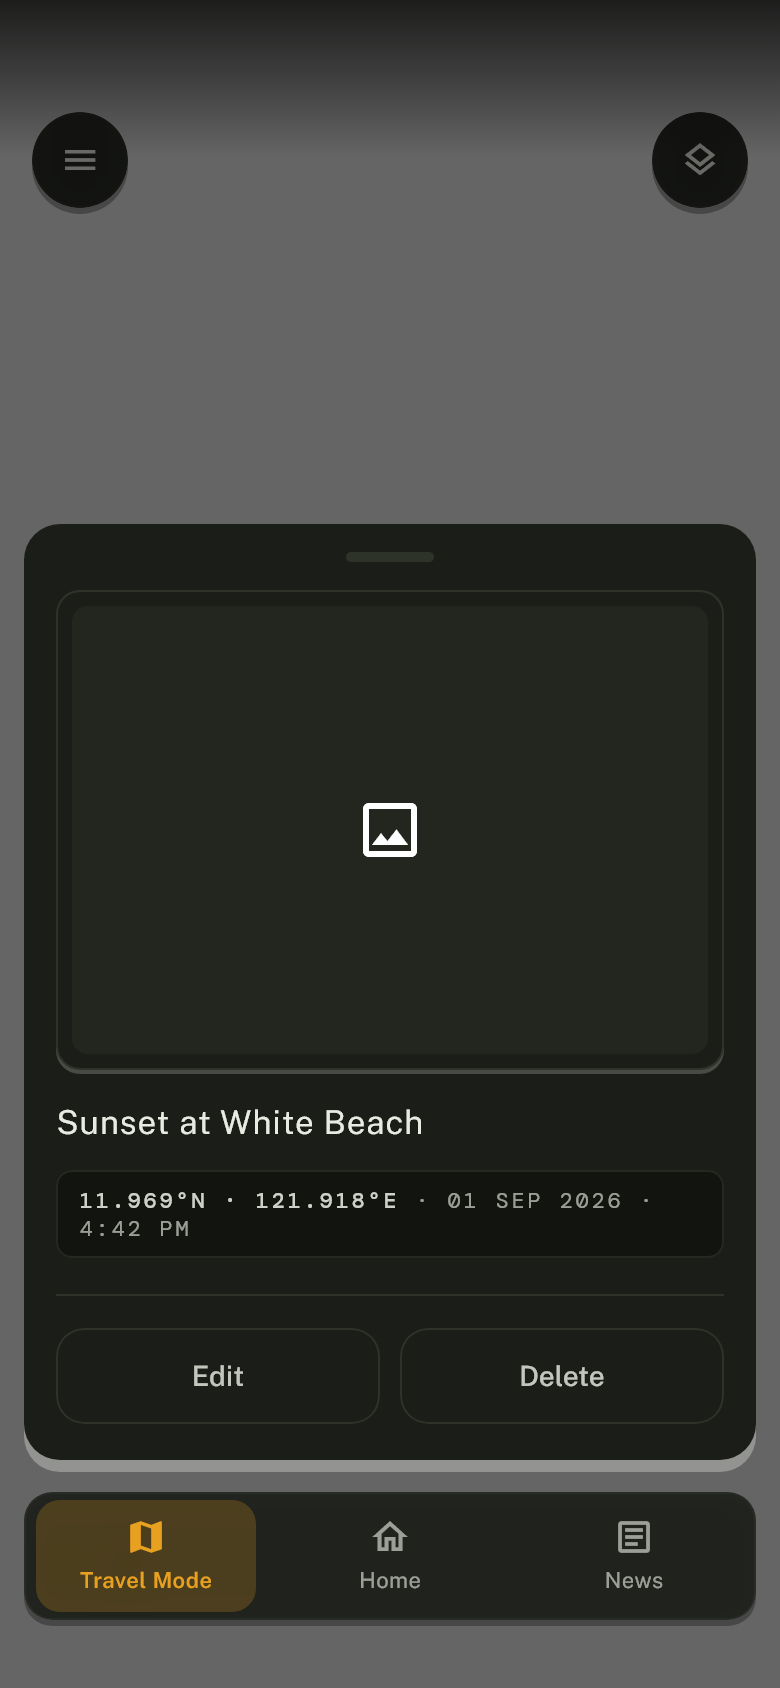 Sunset at White Beach
11.969°N · 121.918°E · 01 SEP 2026 ·
4:42 PM
Edit
Delete
Travel Mode
Home
News